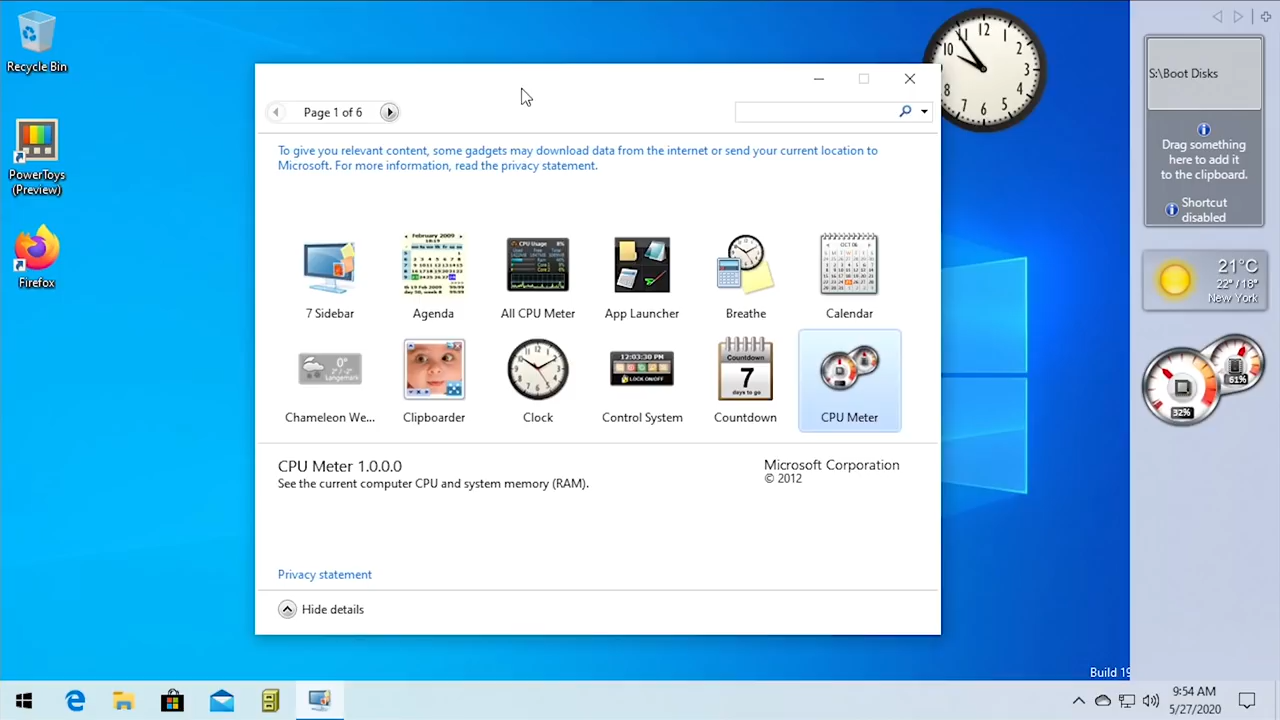 Recycle Bin
PowerToys
(Preview)
Firefox
Page 1 of 6
To give you relevant content, some gadgets may download data from the internet or send your current location to
Microsoft. For more information, read the privacy statement.
7 Sidebar
Agenda
All CPU Meter
App Launcher
Breathe
Calendar
Chameleon We...
Clipboarder
Clock
Control System
Countdown
CPU Meter
CPU Meter 1.0.0.0
See the current computer CPU and system memory (RAM).
Microsoft Corporation
© 2012
Privacy statement
Hide details
S:\Boot Disks
Drag something
here to add it
to the clipboard.
Shortcut
disabled
21°C
22° / 18°
New York
32%
61%
Build 19
9:54 AM
5/27/2020